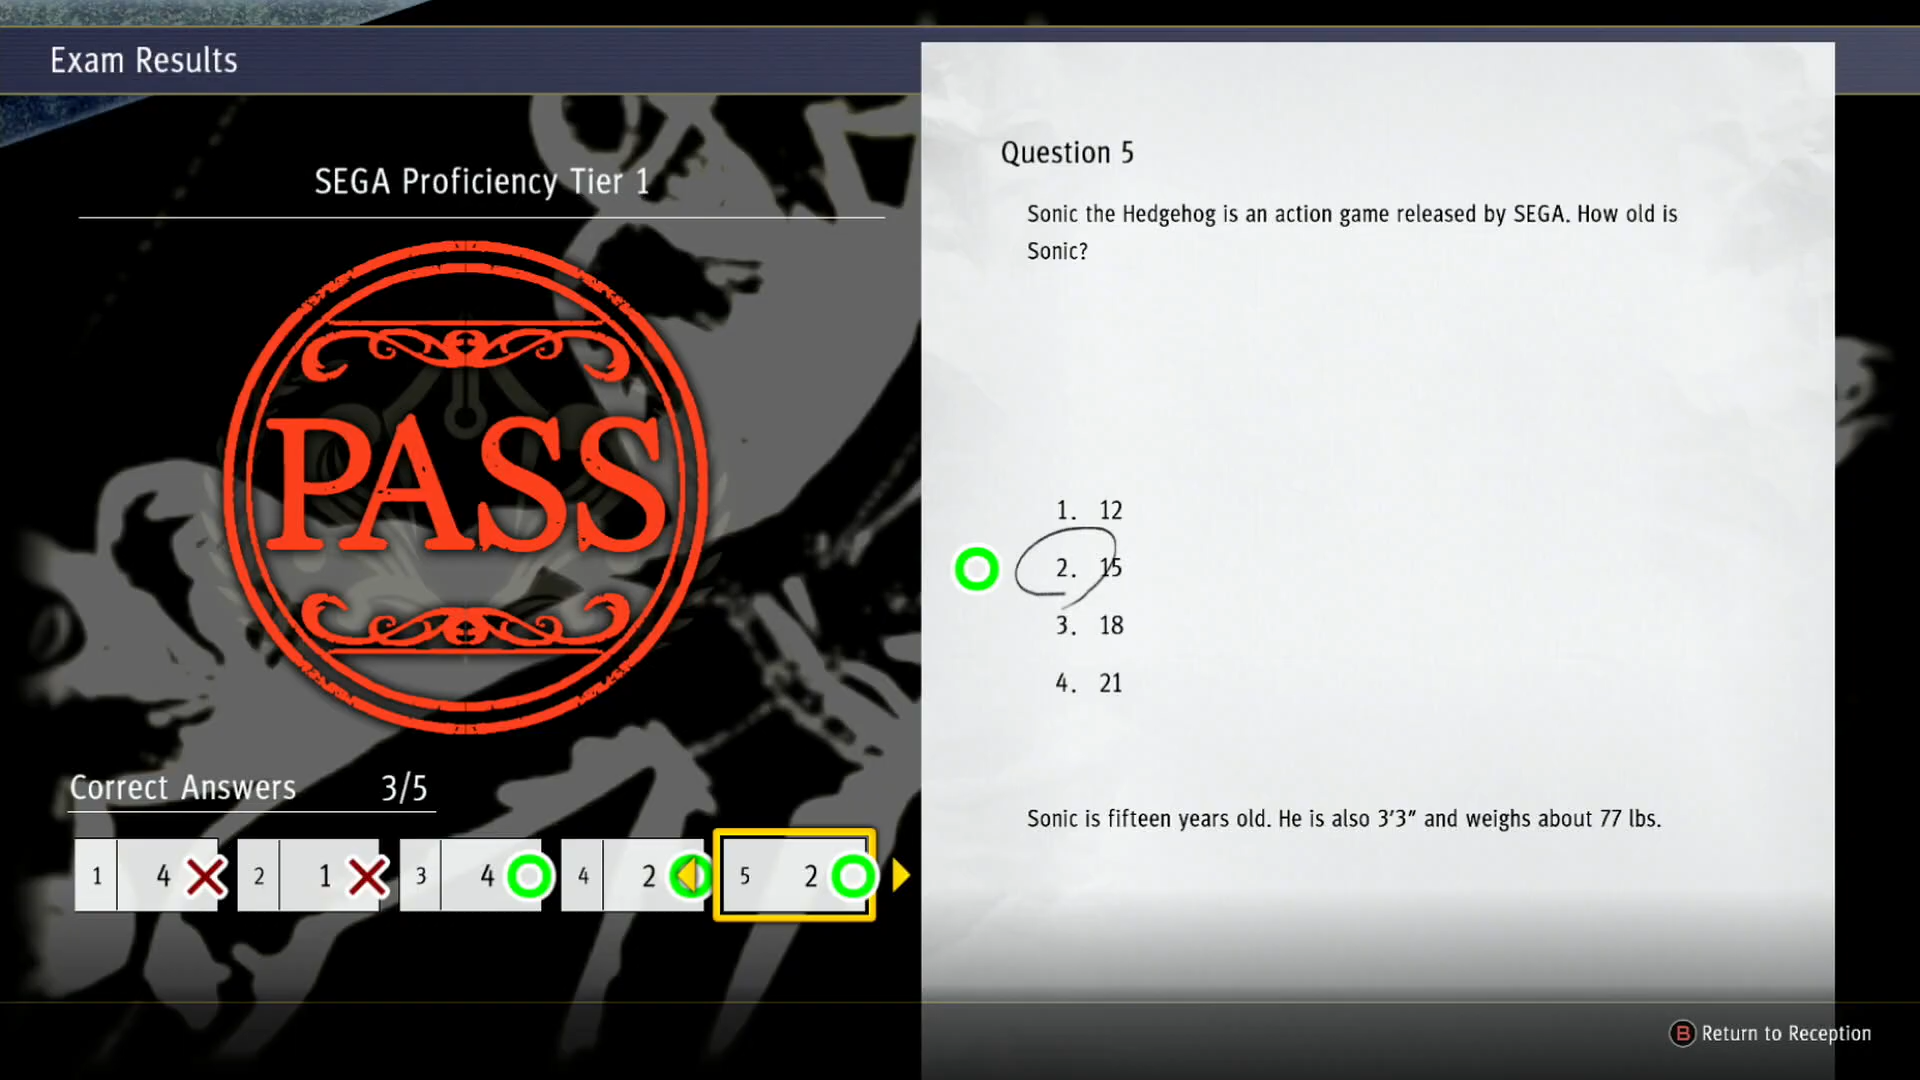 Exam Results
SEGA Proficiency Tier 1
PASS
Correct Answers 3/5
1 4 2 1 3 4 4 2 5 2
Question 5
Sonic the Hedgehog is an action game released by SEGA. How old is
Sonic?
1. 12
2. 15
3. 18
4. 21
Sonic is fifteen years old. He is also 3'3" and weighs about 77 lbs.
B Return to Reception